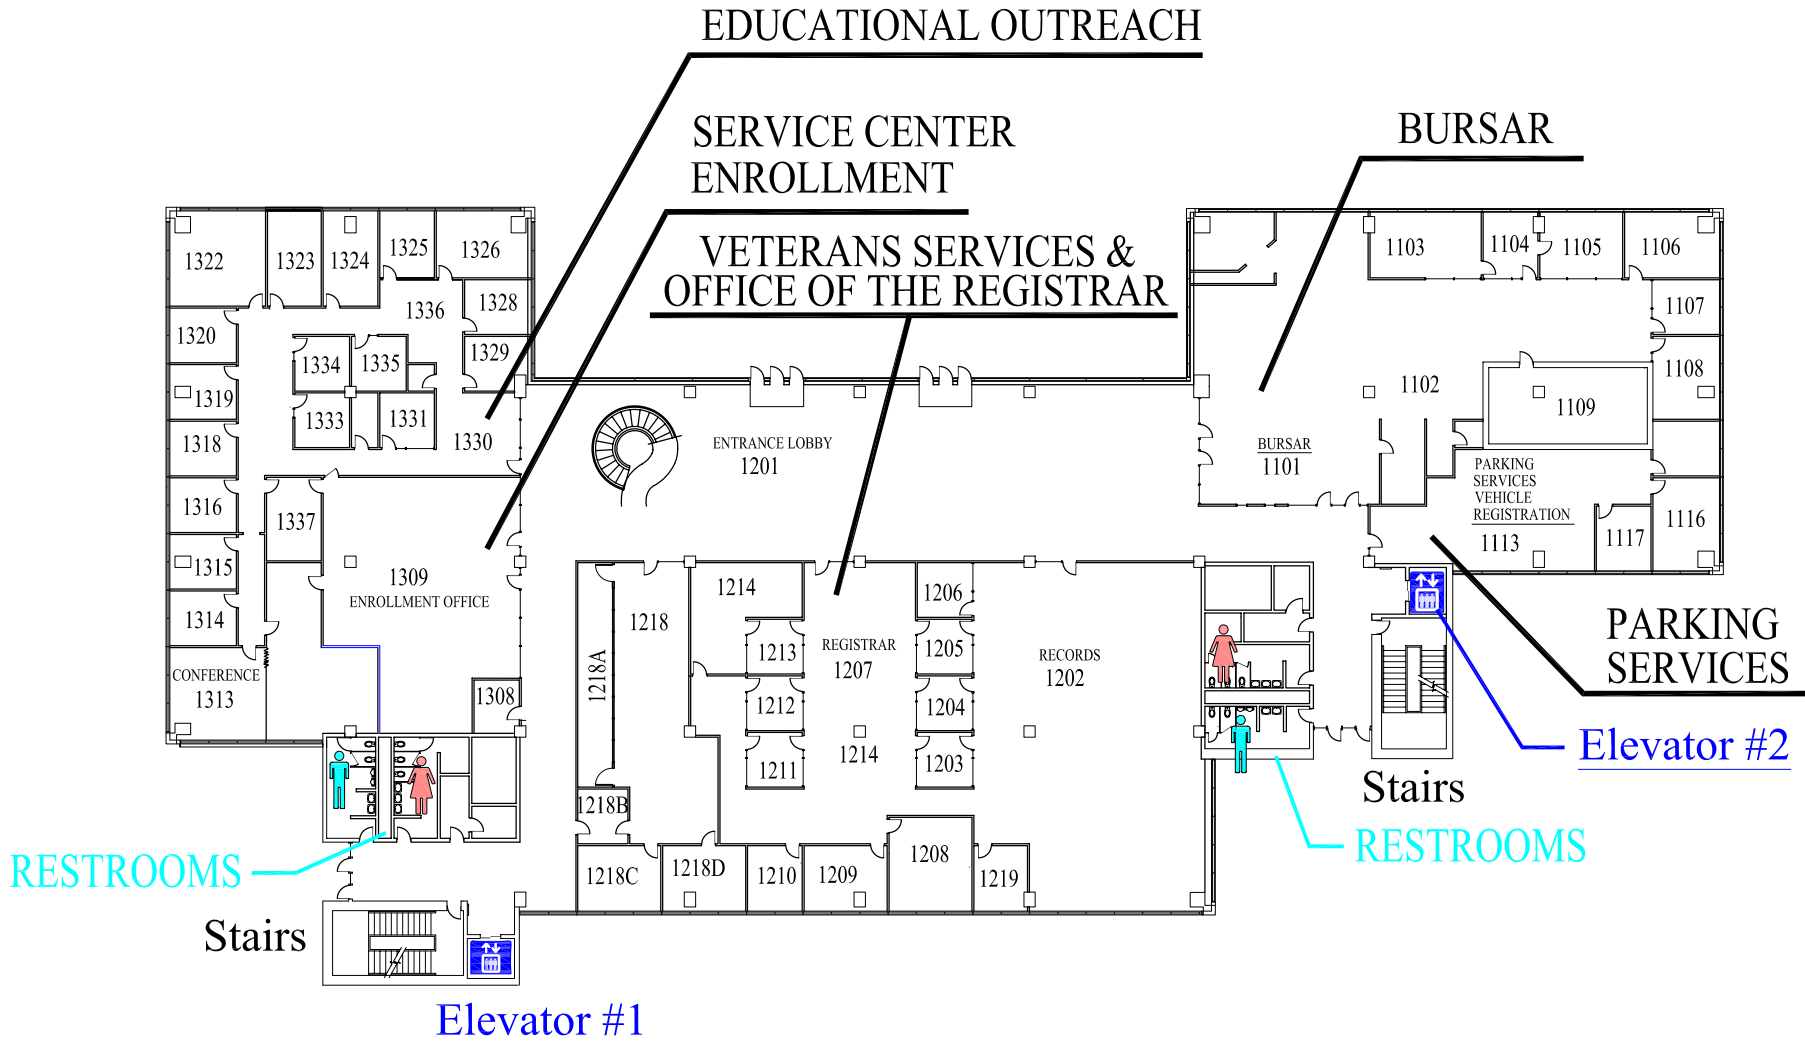 EDUCATIONAL OUTREACH
SERVICE CENTER
ENROLLMENT
VETERANS SERVICES &
OFFICE OF THE REGISTRAR
BURSAR
1322
1323
1324
1325
1326
1336
1328
1320
1334
1335
1329
1319
1333
1331
1330
1318
1316
1337
1315
1309
ENROLLMENT OFFICE
1314
CONFERENCE
1313
1308
ENTRANCE LOBBY
1201
1214
1206
1218
1218A
1213
REGISTRAR
1207
1205
RECORDS
1202
1212
1204
1211
1214
1203
1218B
1218C
1218D
1210
1209
1208
1219
1103
1104
1105
1106
1107
1108
1102
1109
BURSAR
1101
PARKING
SERVICES
VEHICLE
REGISTRATION
1113
1117
1116
PARKING
SERVICES
Elevator #2
Stairs
RESTROOMS
RESTROOMS
Stairs
Elevator #1